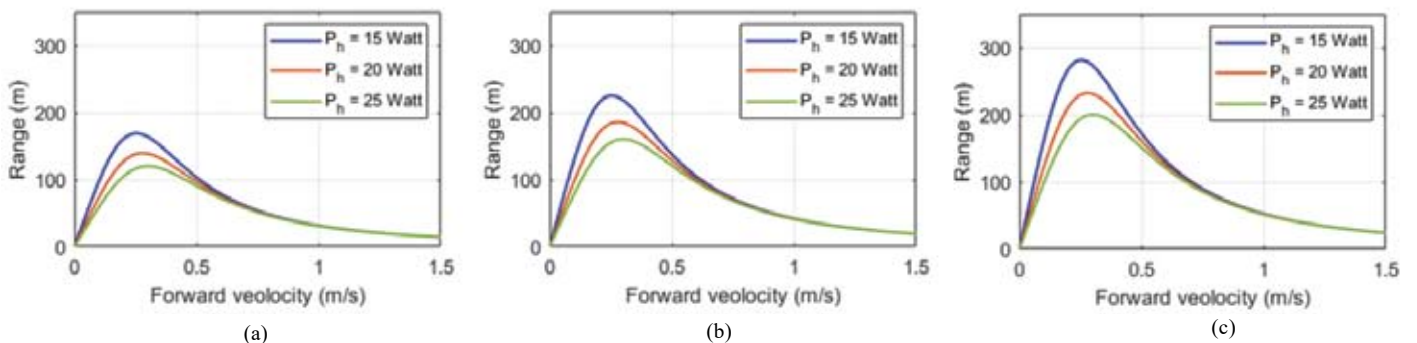 300
200
100
0
Range (m)
0 0.5 1 1.5
Forward veolocity (m/s)
P_h = 15 Watt
P_h = 20 Watt
P_h = 25 Watt
(a)
300
200
100
0
Range (m)
0 0.5 1 1.5
Forward veolocity (m/s)
P_h = 15 Watt
P_h = 20 Watt
P_h = 25 Watt
(b)
300
200
100
0
Range (m)
0 0.5 1 1.5
Forward veolocity (m/s)
P_h = 15 Watt
P_h = 20 Watt
P_h = 25 Watt
(c)